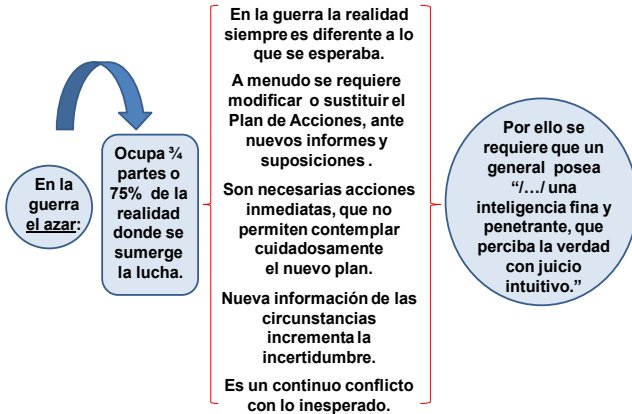 En la
guerra
el azar:
Ocupa ¾
partes o
75% de la
realidad
donde se
sumerge
la lucha.
En la guerra la realidad
siempre es diferente a lo
que se esperaba.
A menudo se requiere
modificar o sustituir el
Plan de Acciones, ante
nuevos informes y
suposiciones .
Son necesarias acciones
inmediatas, que no
permiten contemplar
cuidadosamente
el nuevo plan.
Nueva información de las
circunstancias
incrementa la
incertidumbre.
Es un continuo conflicto
con lo inesperado.
Por ello se
requiere que un
general posea
“/.../ una
inteligencia fina y
penetrante, que
perciba la verdad
con juicio
intuitivo.”